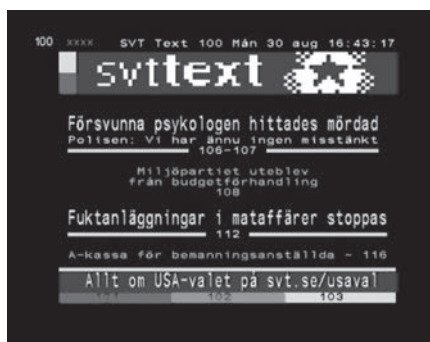 100 xxxx SVT Text 100 Mån 30 aug 16:43:17
svttext
Försvunna psykologen hittades mördad
Polisen: Vi har ännu ingen misstänkt
106-107
Miljöpartiet uteblev
från budgetförhandling
108
Fuktanläggningar i mataffärer stoppas
112
A-kassa för bemanningsanställda - 116
Allt om USA-valet på svt.se/usaval
101 102 103